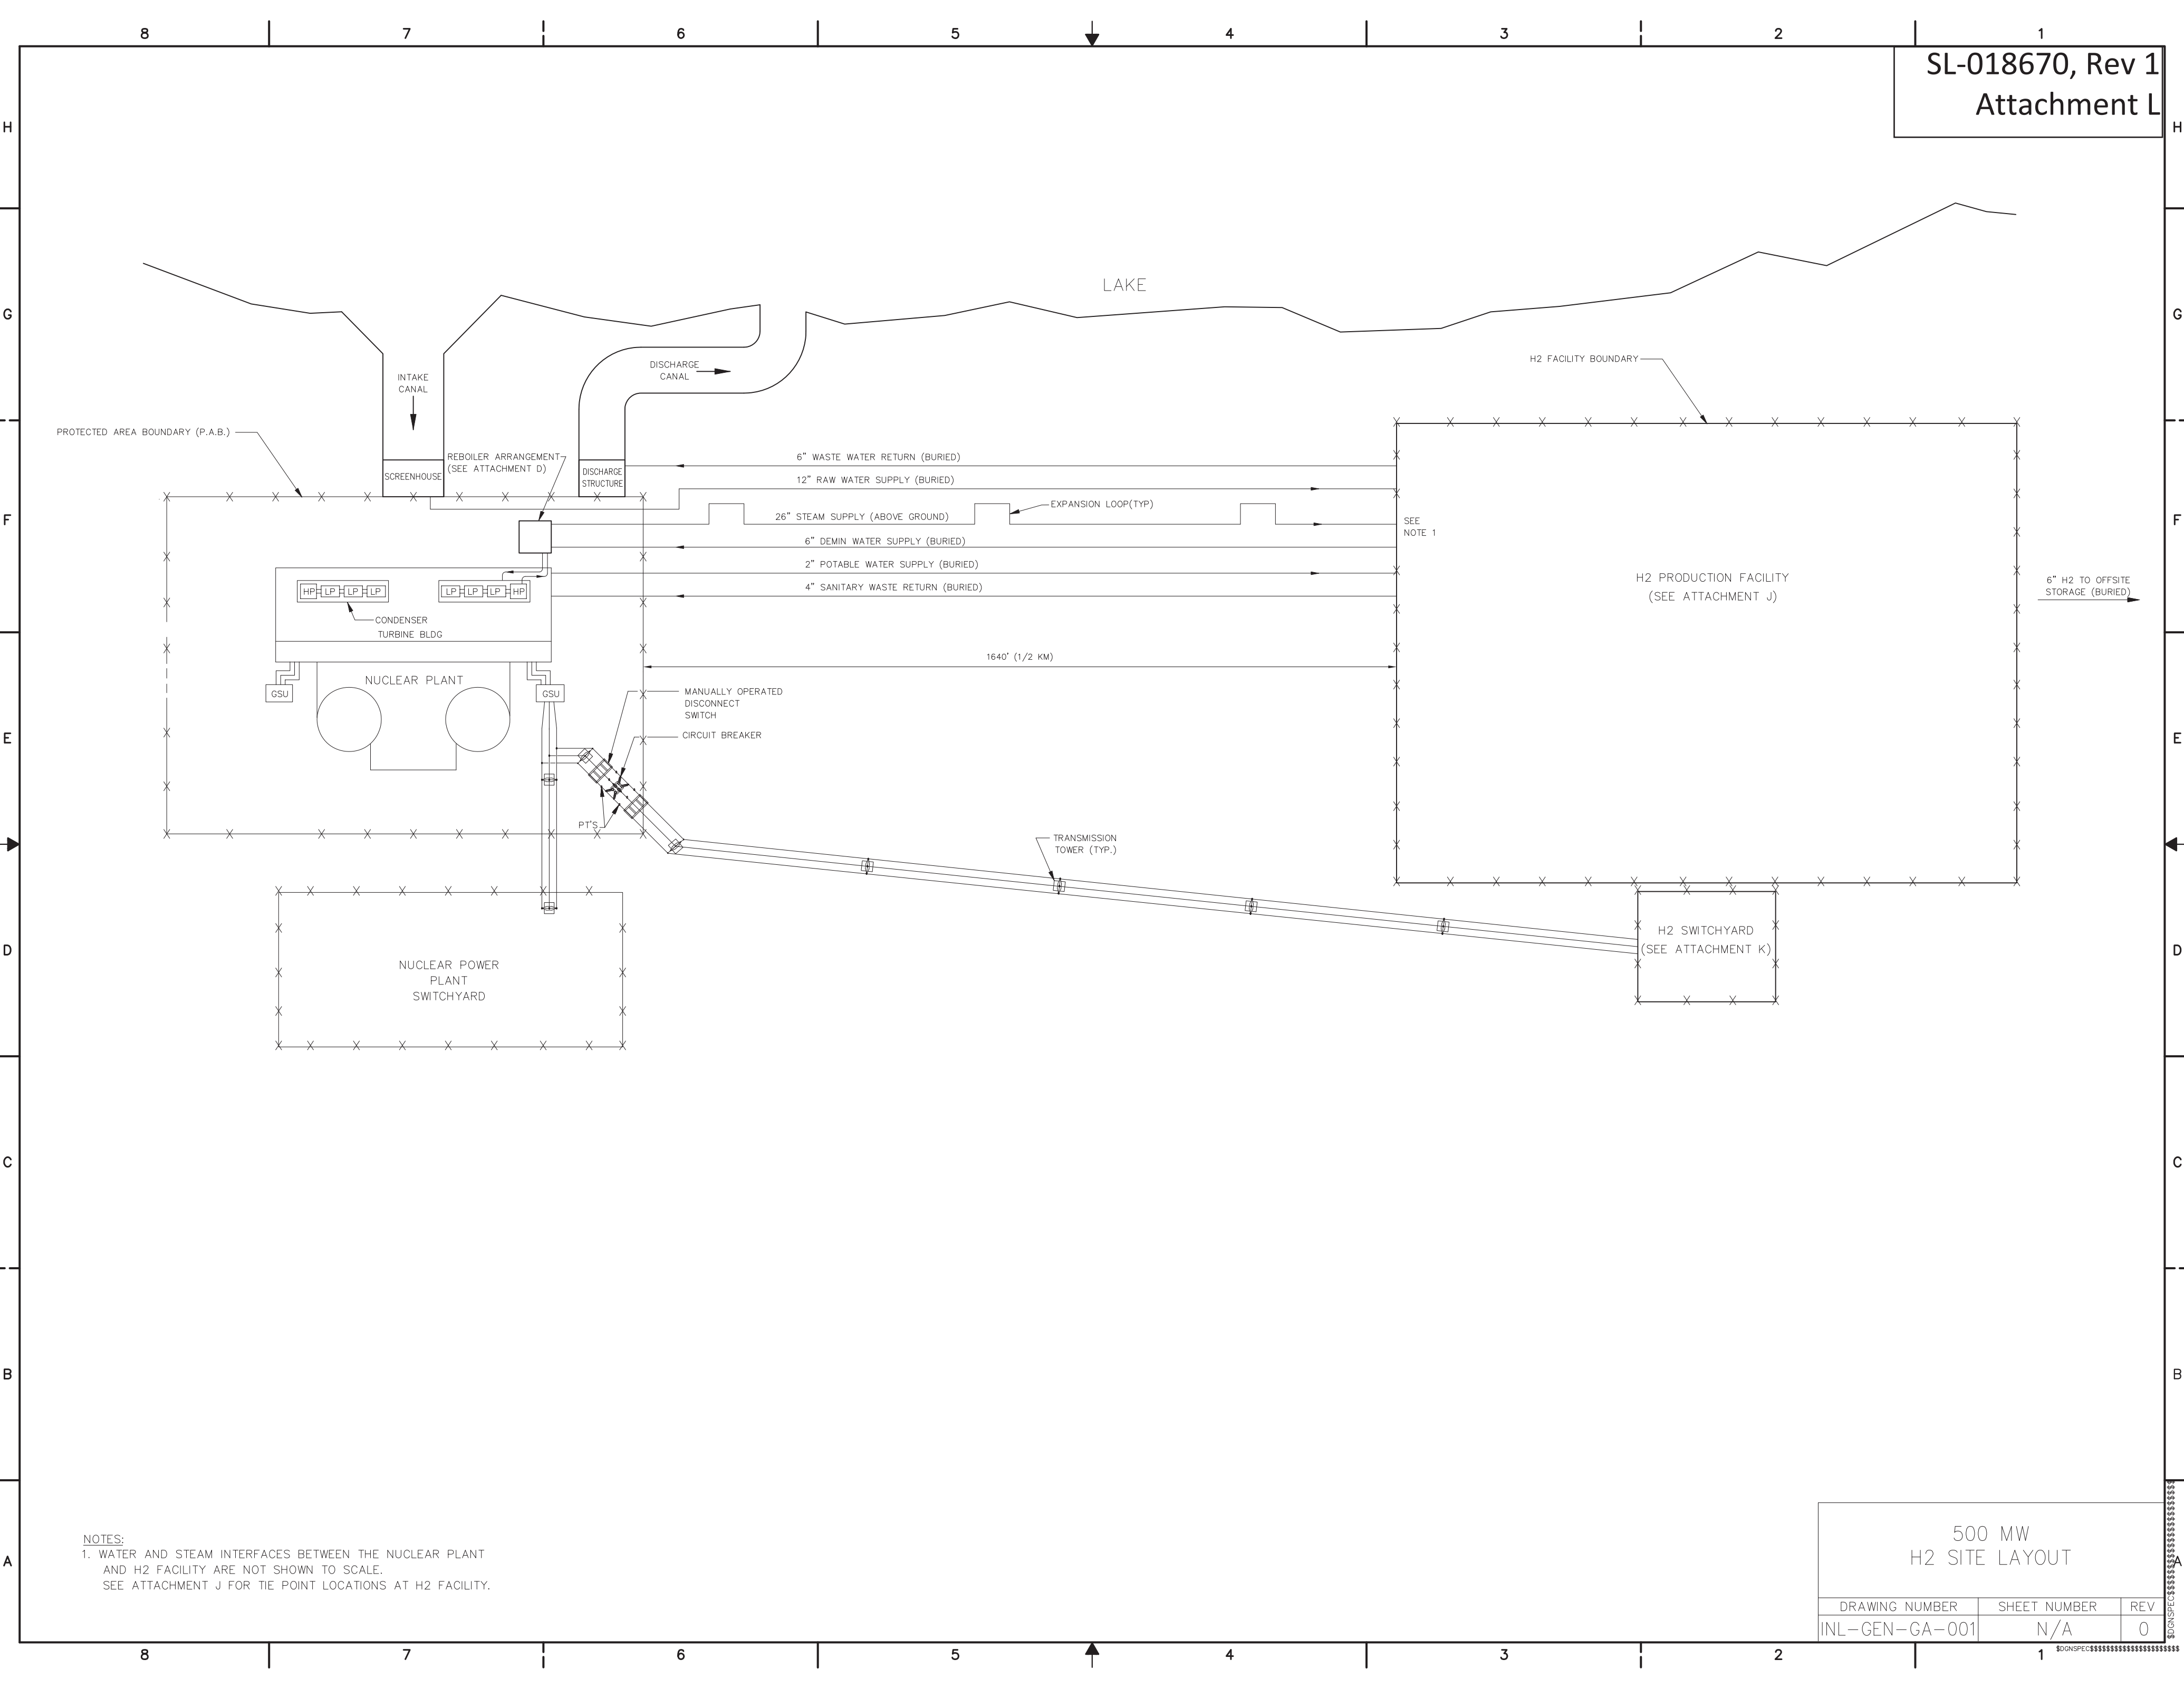 8 7 6 5 4 3 2 1
SL-018670, Rev 1
Attachment L
H H
LAKE
G G
H2 FACILITY BOUNDARY
DISCHARGE
CANAL
INTAKE
CANAL
PROTECTED AREA BOUNDARY (P.A.B.)
REBOILER ARRANGEMENT
(SEE ATTACHMENT D)
SCREENHOUSE
DISCHARGE
STRUCTURE
6" WASTE WATER RETURN (BURIED)
12" RAW WATER SUPPLY (BURIED)
EXPANSION LOOP(TYP)
26" STEAM SUPPLY (ABOVE GROUND)
F F
SEE
NOTE 1
6" DEMIN WATER SUPPLY (BURIED)
2" POTABLE WATER SUPPLY (BURIED)
4" SANITARY WASTE RETURN (BURIED)
H2 PRODUCTION FACILITY
(SEE ATTACHMENT J)
6" H2 TO OFFSITE
STORAGE (BURIED)
HP LP LP LP
LP LP LP HP
CONDENSER
TURBINE BLDG
1640' (1/2 KM)
NUCLEAR PLANT
GSU
GSU
MANUALLY OPERATED
DISCONNECT
SWITCH
CIRCUIT BREAKER
E E
PT'S
TRANSMISSION
TOWER (TYP.)
H2 SWITCHYARD
(SEE ATTACHMENT K)
D D
NUCLEAR POWER
PLANT
SWITCHYARD
C C
B B
NOTES:
1. WATER AND STEAM INTERFACES BETWEEN THE NUCLEAR PLANT
AND H2 FACILITY ARE NOT SHOWN TO SCALE.
SEE ATTACHMENT J FOR TIE POINT LOCATIONS AT H2 FACILITY.
A A
500 MW
H2 SITE LAYOUT
DRAWING NUMBER SHEET NUMBER REV
INL-GEN-GA-001 N/A 0
8 7 6 5 4 3 2 1